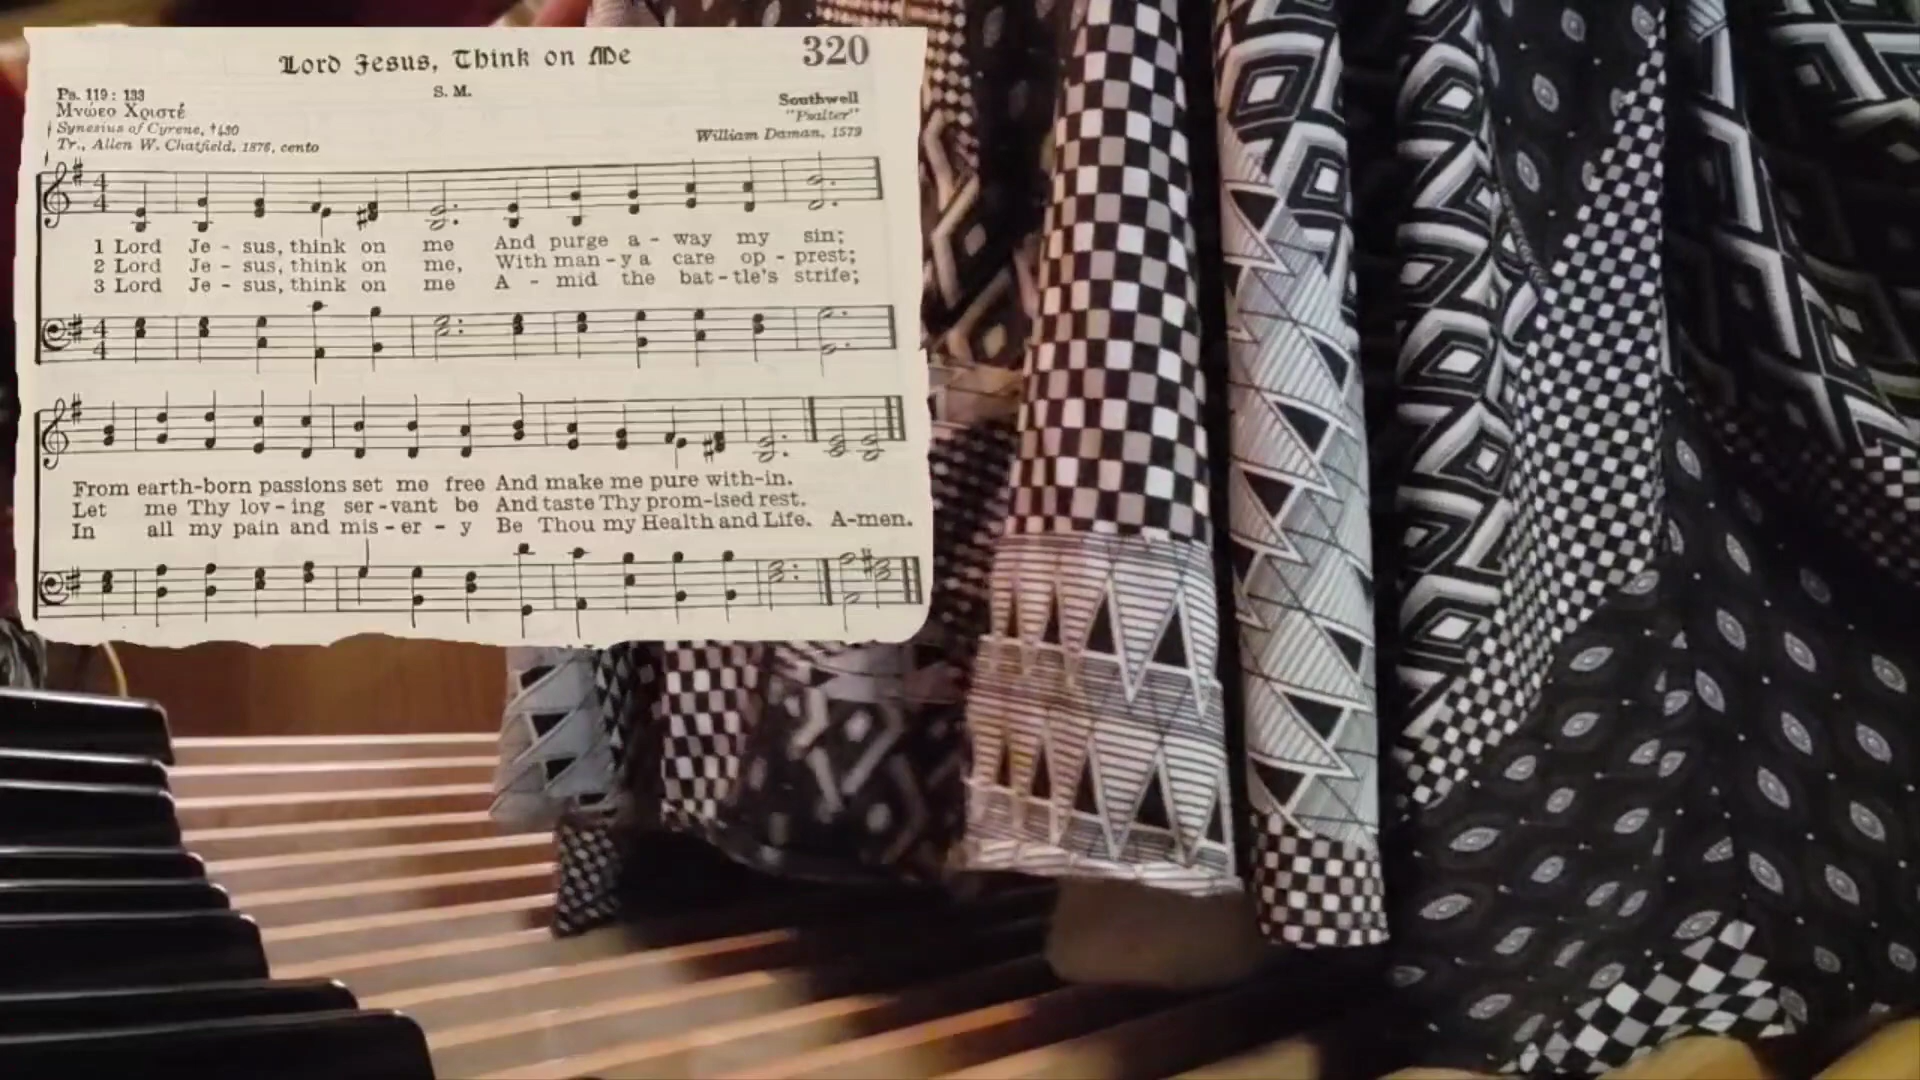 Lord Jesus, Think on Me
320
S. M.
Ps. 119: 133
Μνώεο Χριστέ
Synesius of Cyrene, †430
Tr., Allen W. Chatfield, 1876, cento
Southwell
"Psalter"
William Daman, 1579
4
4
1 Lord Je - sus, think on me And purge a - way my sin;
2 Lord Je - sus, think on me, With man - y a care op - prest;
3 Lord Je - sus, think on me A - mid the bat - tle's strife;
4
4
From earth-born passions set me free And make me pure with-in.
Let me Thy lov - ing ser - vant be And taste Thy prom-ised rest.
In all my pain and mis - er - y Be Thou my Health and Life. A-men.